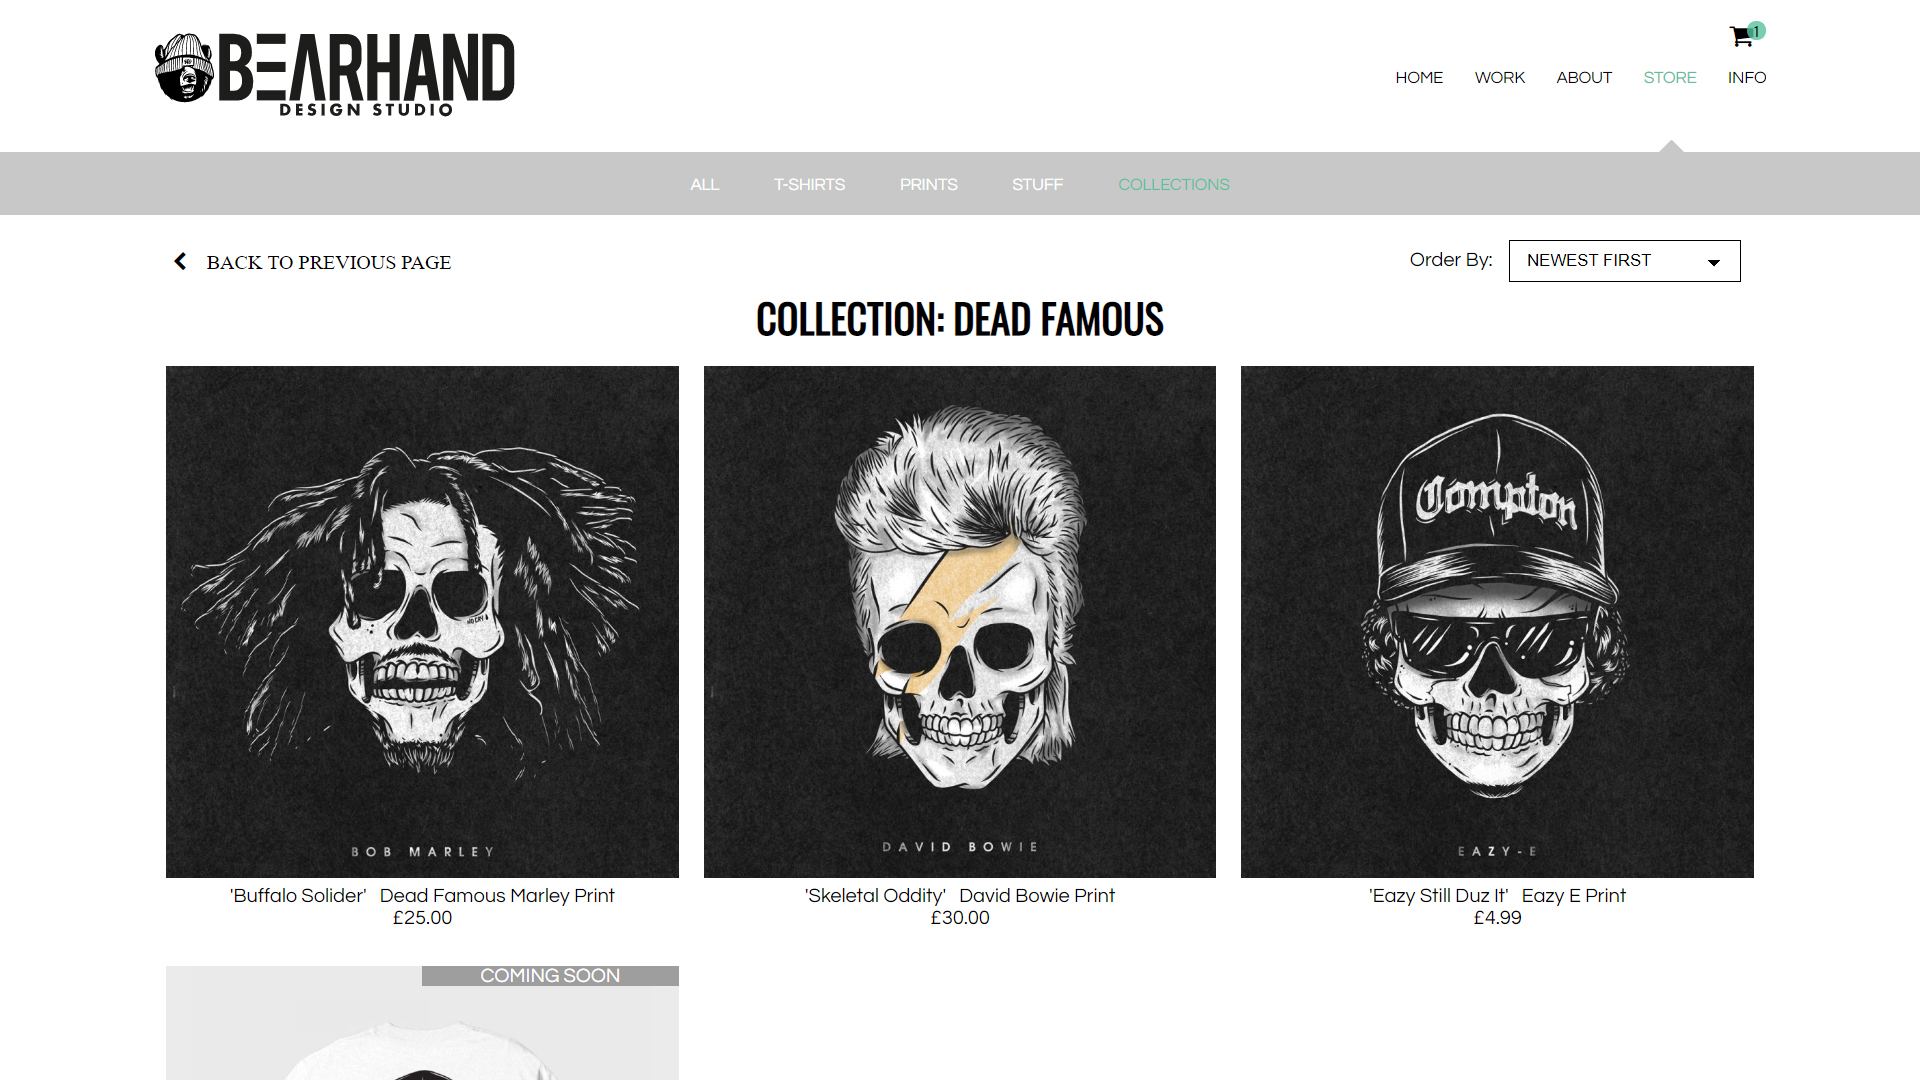 BEARHAND
DESIGN STUDIO
1
HOME WORK ABOUT STORE INFO
ALL T-SHIRTS PRINTS STUFF COLLECTIONS
BACK TO PREVIOUS PAGE
Order By: NEWEST FIRST
COLLECTION: DEAD FAMOUS
NO CRY
BOB MARLEY
DAVID BOWIE
Compton
EAZY-E
'Buffalo Solider' Dead Famous Marley Print
£25.00
'Skeletal Oddity' David Bowie Print
£30.00
'Eazy Still Duz It' Eazy E Print
£4.99
COMING SOON